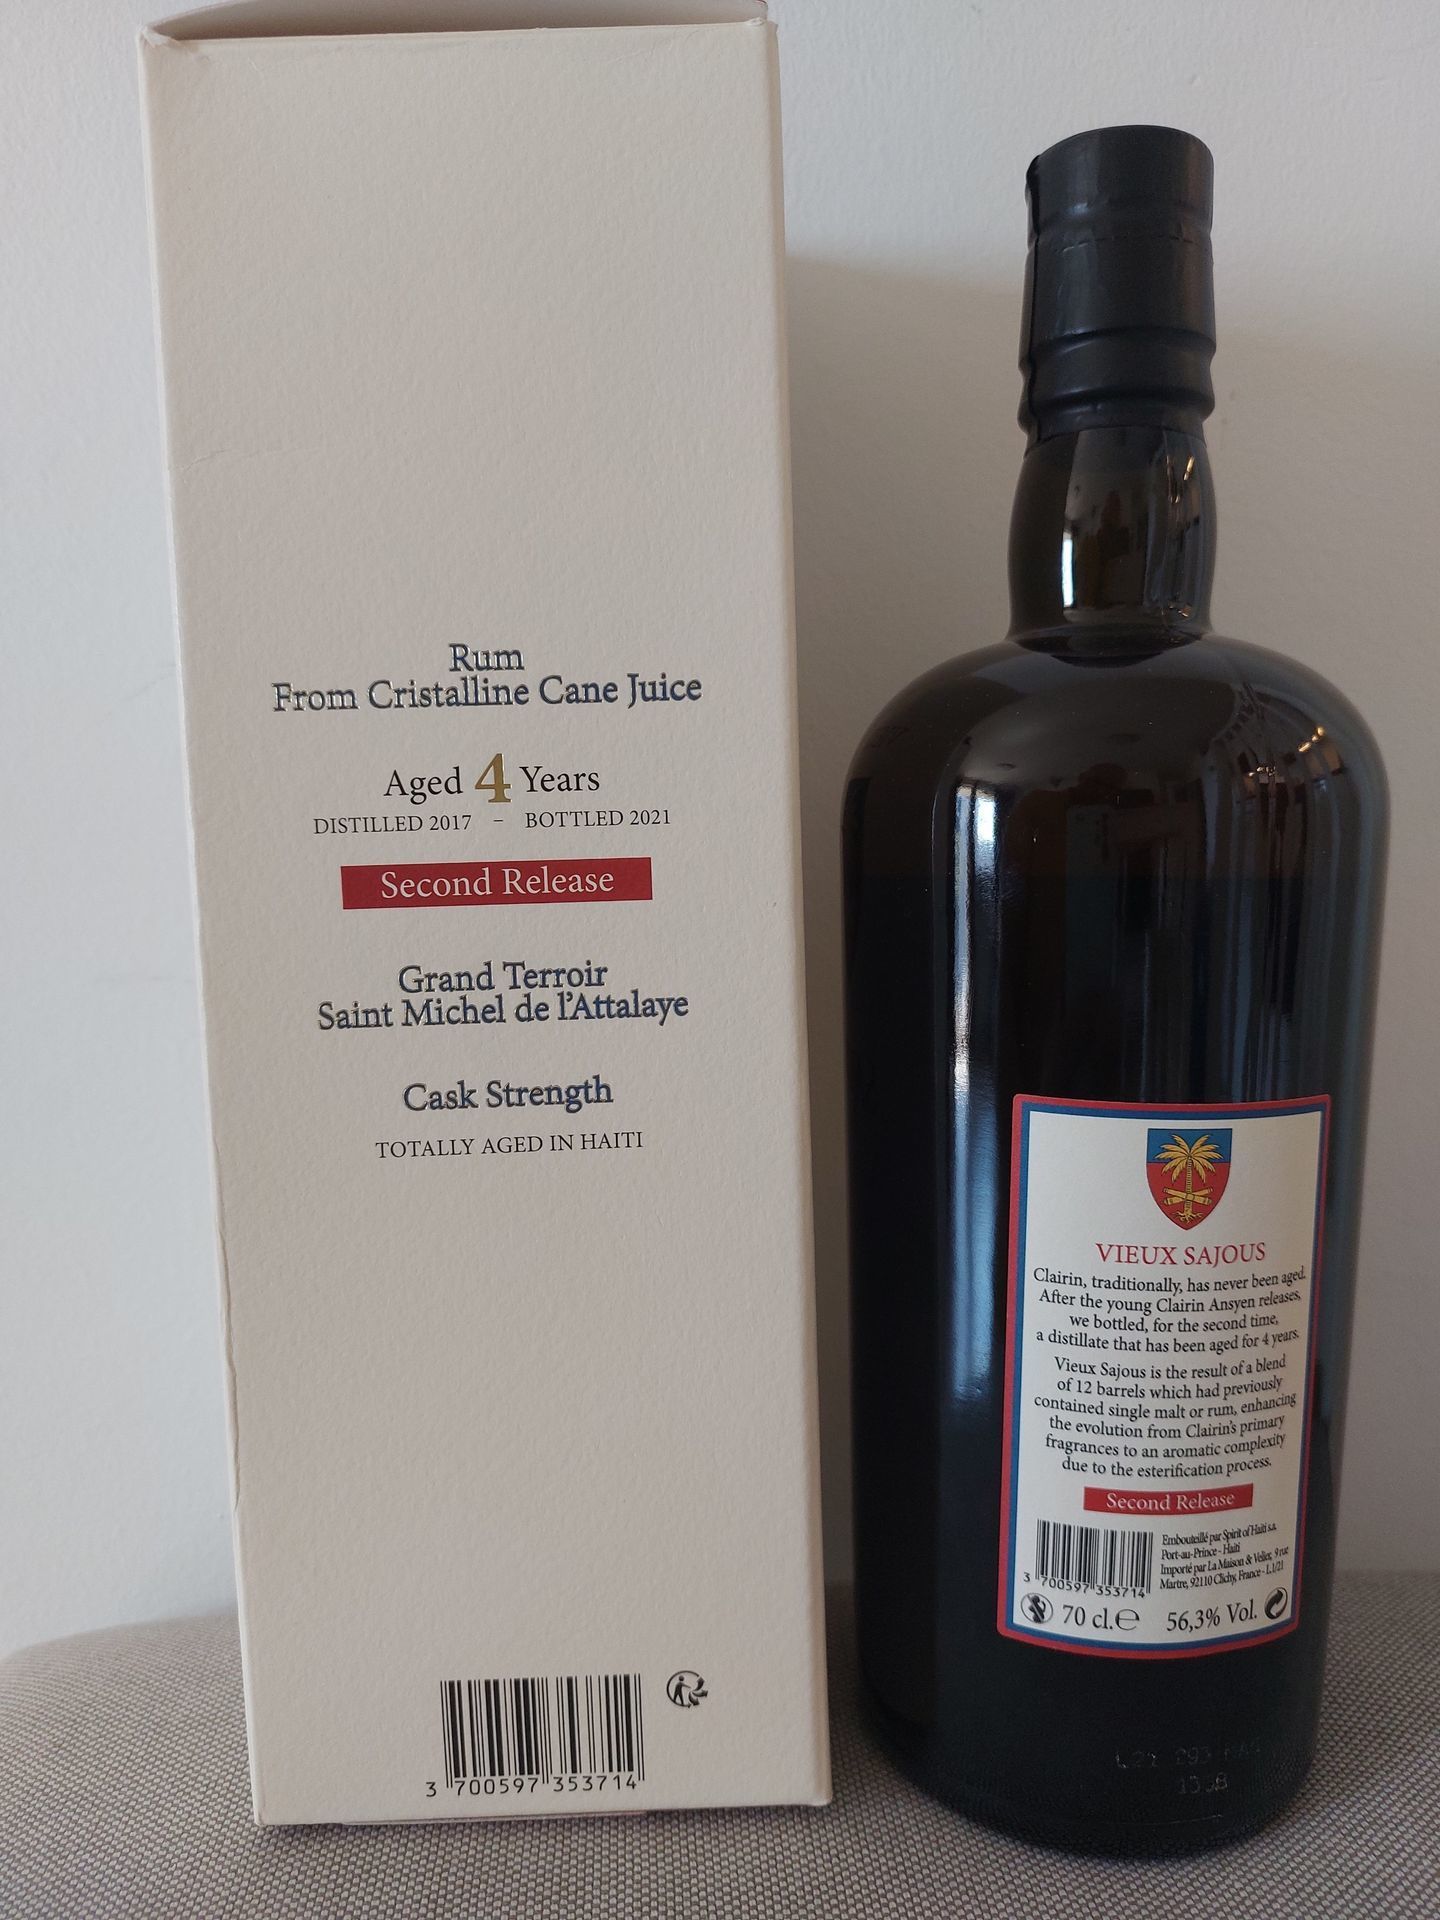 Rum
From Cristalline Cane Juice
Aged 4 Years
DISTILLED 2017 - BOTTLED 2021
Second Release
Grand Terroir
Saint Michel de l'Attalaye
Cask Strength
TOTALLY AGED IN HAITI
3 700597 353714
VIEUX SAJOUS
Clairin, traditionally, has never been aged.
After the young Clairin Ansyen releases,
we bottled, for the second time,
a distillate that has been aged for 4 years.
Vieux Sajous is the result of a blend
of 12 barrels which had previously
contained single malt or rum, enhancing
the evolution from Clairin's primary
fragrances to an aromatic complexity
due to the esterification process.
Second Release
Embouteillé par Spirit of Haiti s.a.
Port-au-Prince - Haiti
Importé par La Maison & Velier, 9 rue
Martre, 92110 Clichy, France - L.1/21
3 700597 353714
70 cl. e 56,3% Vol.